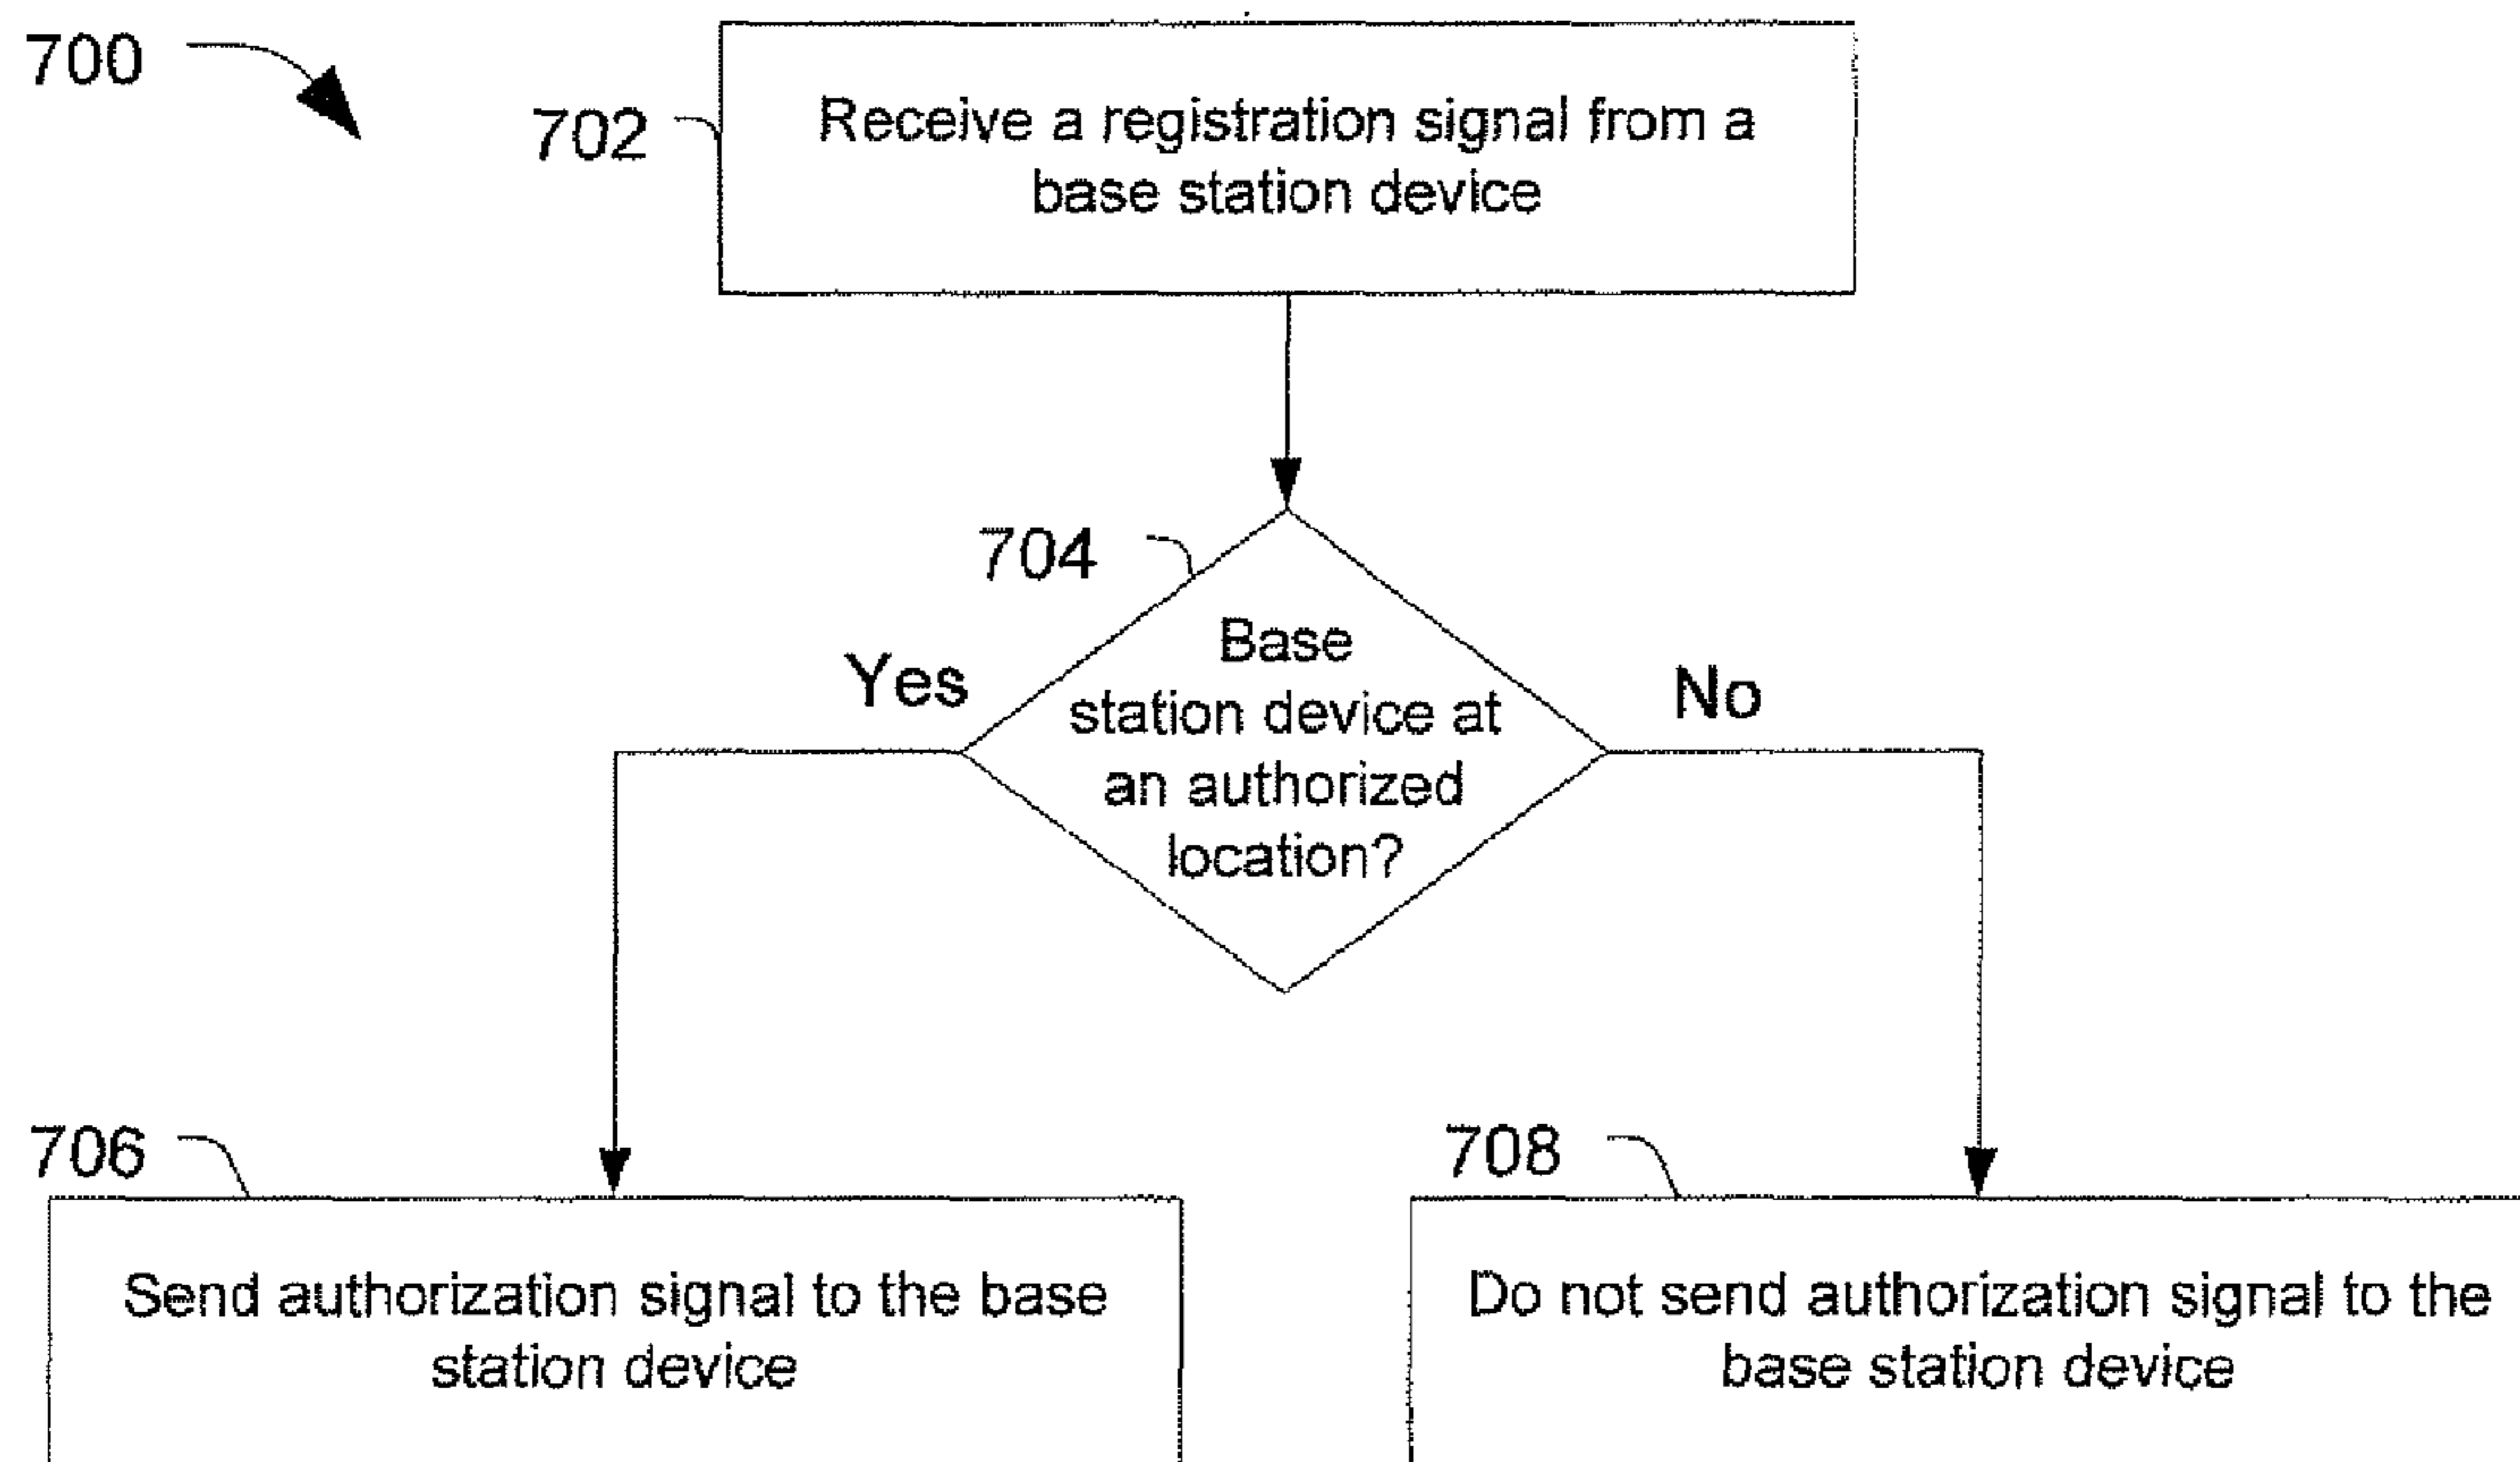 700
702
Receive a registration signal from a
base station device
704
Base
station device at
an authorized
location?
Yes
No
706
Send authorization signal to the base
station device
708
Do not send authorization signal to the
base station device